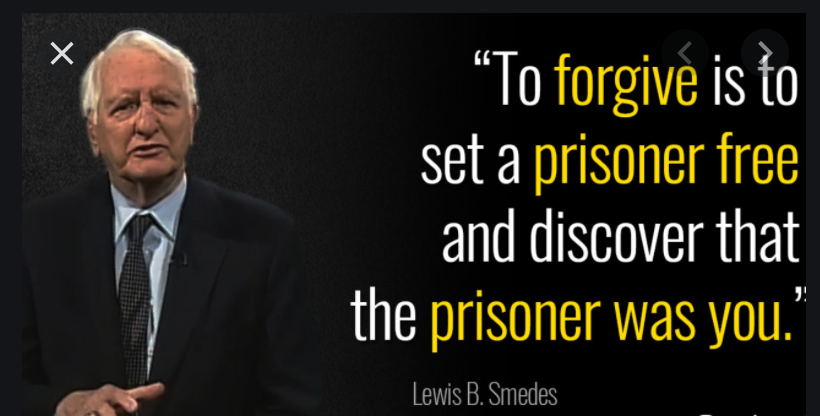 “To forgive is to
set a prisoner free
and discover that
the prisoner was you.”
Lewis B. Smedes